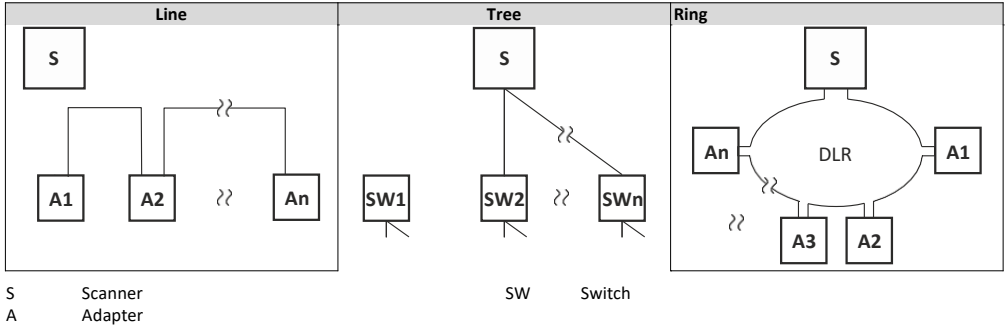 Line Tree Ring
S S S
An DLR A1
A1 A2 An SW1 SW2 SWn
A3 A2
S Scanner SW Switch
A Adapter